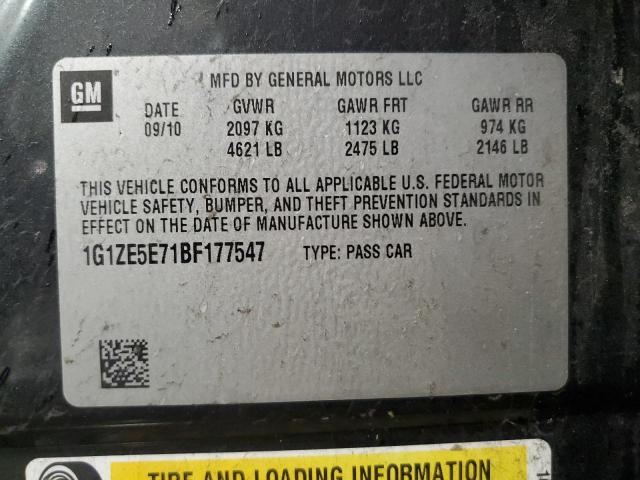 GM
MFD BY GENERAL MOTORS LLC
DATE GVWR GAWR FRT GAWR RR
09/10 2097 KG 1123 KG 974 KG
4621 LB 2475 LB 2146 LB
THIS VEHICLE CONFORMS TO ALL APPLICABLE U.S. FEDERAL MOTOR
VEHICLE SAFETY, BUMPER, AND THEFT PREVENTION STANDARDS IN
EFFECT ON THE DATE OF MANUFACTURE SHOWN ABOVE.
1G1ZE5E71BF177547 TYPE: PASS CAR
TIRE AND LOADING INFORMATION